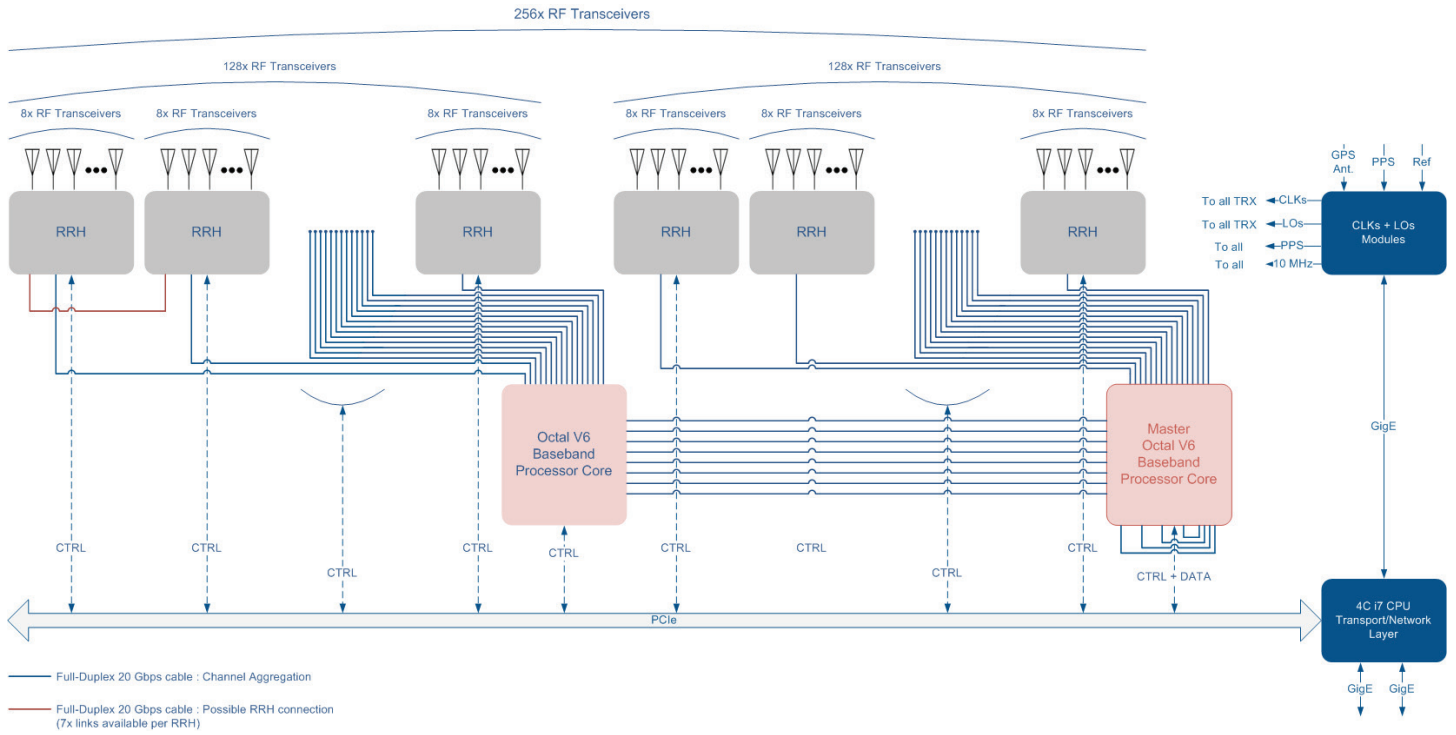 256x RF Transceivers
128x RF Transceivers
128x RF Transceivers
8x RF Transceivers
8x RF Transceivers
8x RF Transceivers
8x RF Transceivers
8x RF Transceivers
8x RF Transceivers
RRH
RRH
RRH
RRH
RRH
RRH
GPS
Ant.
PPS
Ref
To all TRX
CLKs
To all TRX
LOs
To all
PPS
To all
10 MHz
CLKs + LOs
Modules
Octal V6
Baseband
Processor Core
Master
Octal V6
Baseband
Processor Core
GigE
CTRL
CTRL
CTRL
CTRL
CTRL
CTRL
CTRL
CTRL
CTRL
CTRL + DATA
PCIe
4C i7 CPU
Transport/Network
Layer
GigE
GigE
Full-Duplex 20 Gbps cable : Channel Aggregation
Full-Duplex 20 Gbps cable : Possible RRH connection
(7x links available per RRH)